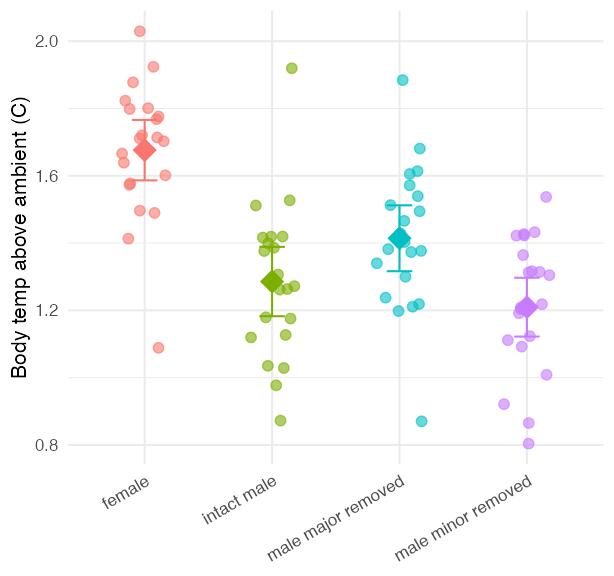 Body temp above ambient (C)
2.0
1.6
1.2
0.8
female
intact male
male major removed
male minor removed